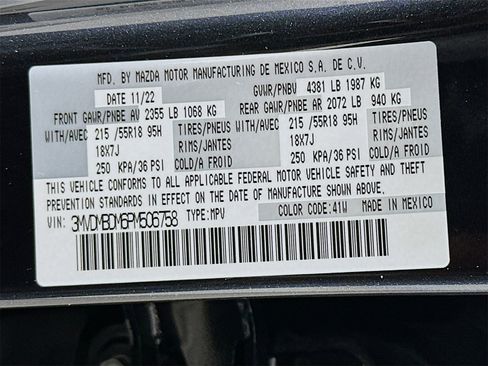 MFD. BY MAZDA MOTOR MANUFACTURING DE MEXICO S.A. DE C.V.
DATE 11/22 GVWR/PNBV 4381 LB 1987 KG
FRONT GAWR/PNBE AV 2355 LB 1068 KG REAR GAWR/PNBE AR 2072 LB 940 KG
WITH/AVEC 215 /55R18 95H TIRES/PNEUS WITH/AVEC 215 /55R18 95H TIRES/PNEUS
18X7J RIMS/JANTES 18X7J RIMS/JANTES
250 KPA/36 PSI COLD/A FROID 250 KPA/36 PSI COLD/A FROID
THIS VEHICLE CONFORMS TO ALL APPLICABLE FEDERAL MOTOR VEHICLE SAFETY AND THEFT
PREVENTION STANDARDS IN EFFECT ON THE DATE OF MANUFACTURE SHOWN ABOVE.
VIN: 3MVDMBDM6PM506758 TYPE:MPV COLOR CODE:41W MADE IN MEXICO